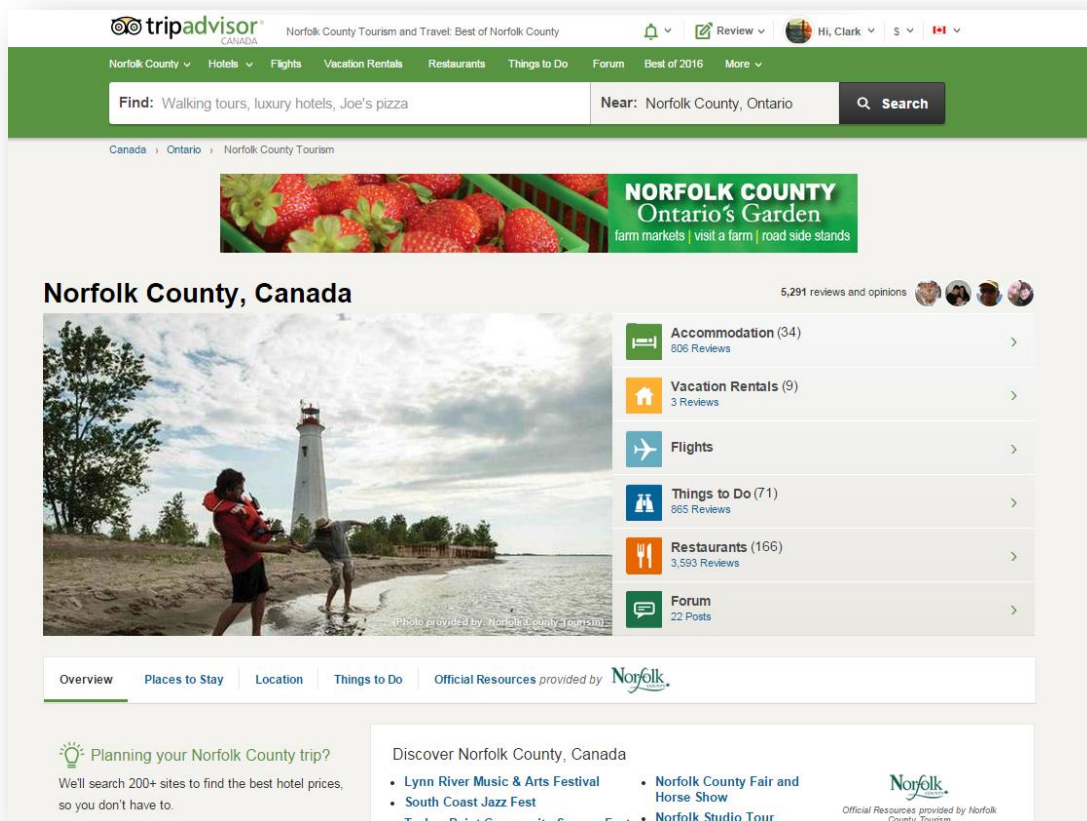 tripadvisor
CANADA
Norfolk County Tourism and Travel: Best of Norfolk County
Review
Hi, Clark
$
Norfolk County
Hotels
Flights
Vacation Rentals
Restaurants
Things to Do
Forum
Best of 2016
More
Find: Walking tours, luxury hotels, Joe's pizza
Near: Norfolk County, Ontario
Search
Canada › Ontario › Norfolk County Tourism
NORFOLK COUNTY
Ontario's Garden
farm markets | visit a farm | road side stands
Norfolk County, Canada
5,291 reviews and opinions
Accommodation (34)
806 Reviews
Vacation Rentals (9)
3 Reviews
Flights
Things to Do (71)
865 Reviews
Restaurants (166)
3,593 Reviews
Forum
22 Posts
(Photo provided by: Norfolk County Tourism)
Overview
Places to Stay
Location
Things to Do
Official Resources provided by Norfolk
COUNTY
Planning your Norfolk County trip?
We'll search 200+ sites to find the best hotel prices,
so you don't have to.
Discover Norfolk County, Canada
• Lynn River Music & Arts Festival
• South Coast Jazz Fest
• Norfolk County Fair and
Horse Show
• Norfolk Studio Tour
Norfolk
COUNTY
Official Resources provided by Norfolk
County Tourism